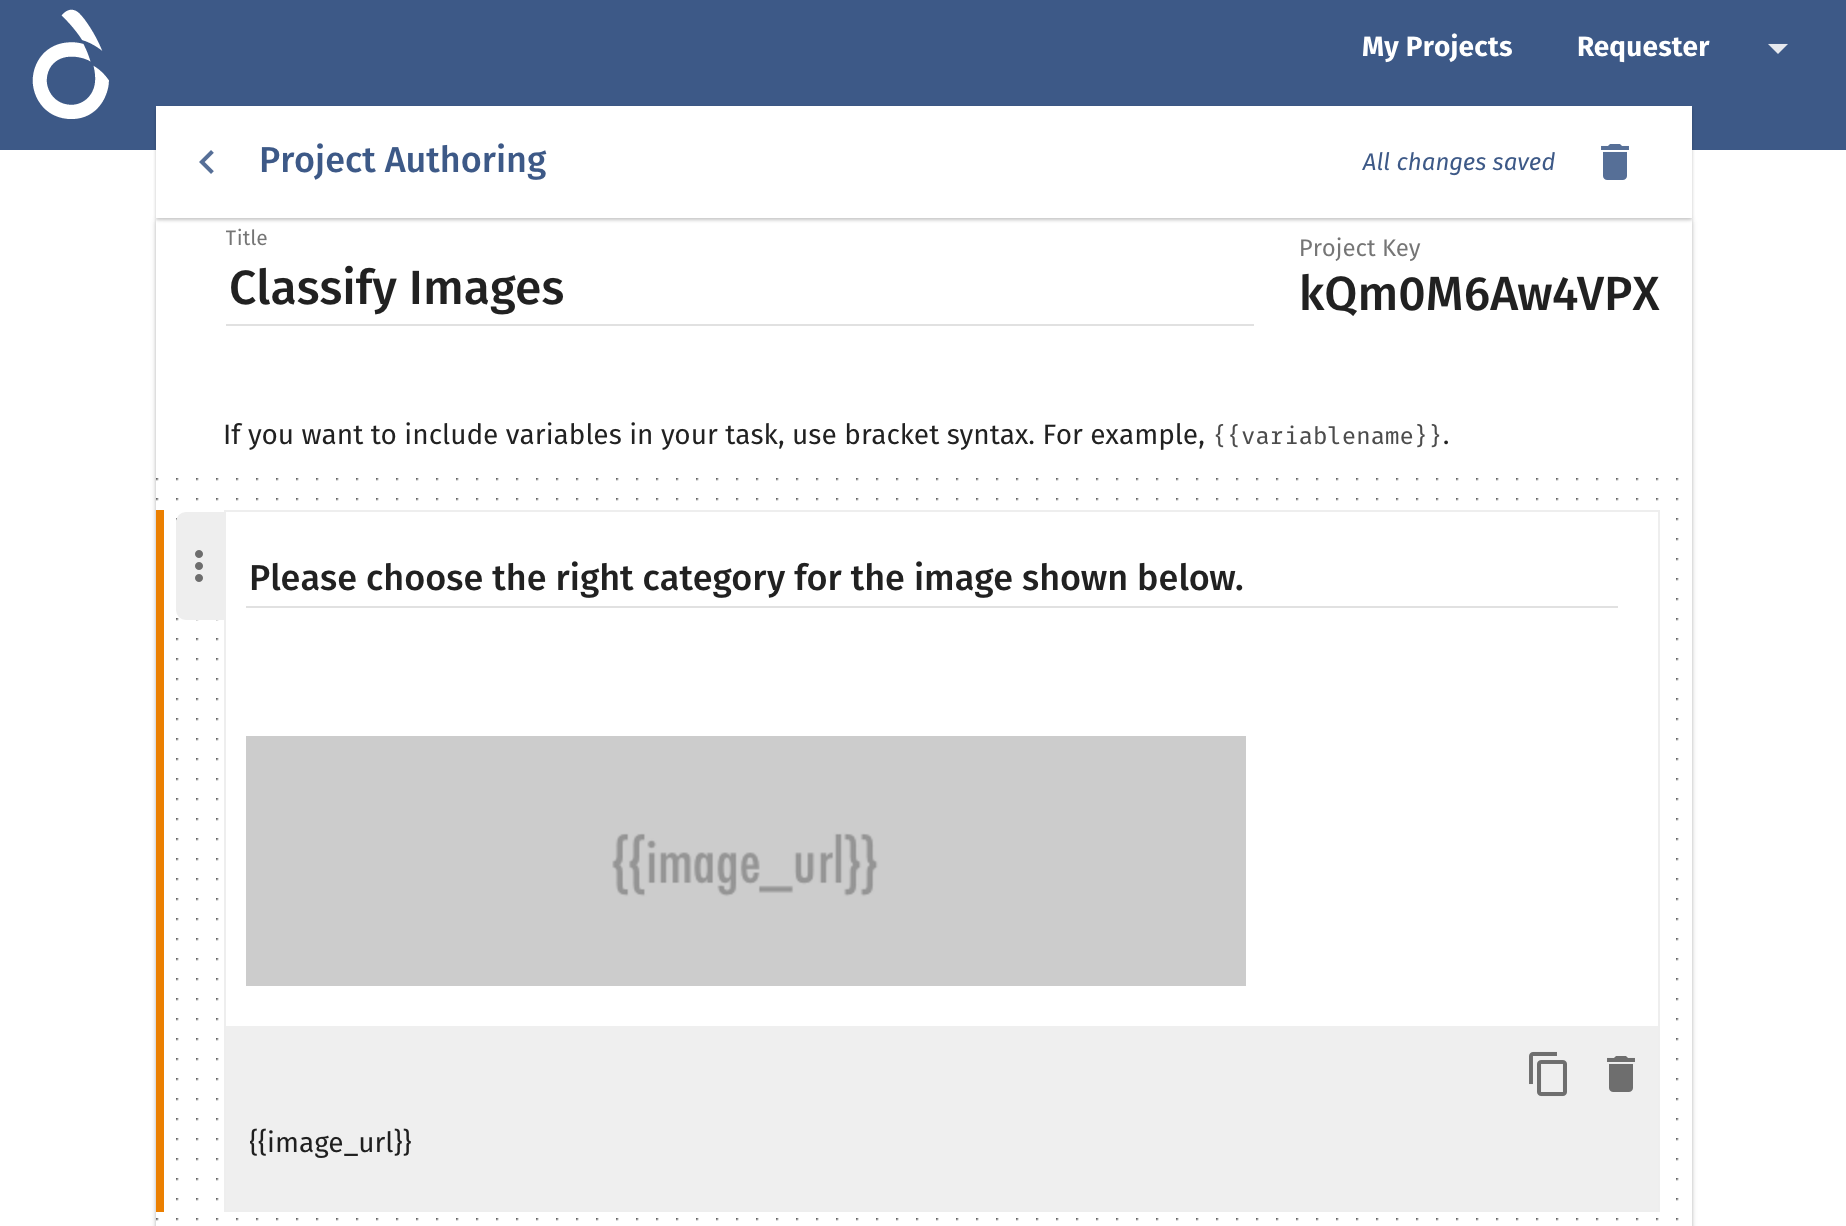 My Projects Requester
Project Authoring
All changes saved
Title
Classify Images
Project Key
kQm0M6Aw4VPX
If you want to include variables in your task, use bracket syntax. For example, {{variablename}}.
Please choose the right category for the image shown below.
{{image_url}}
{{image_url}}